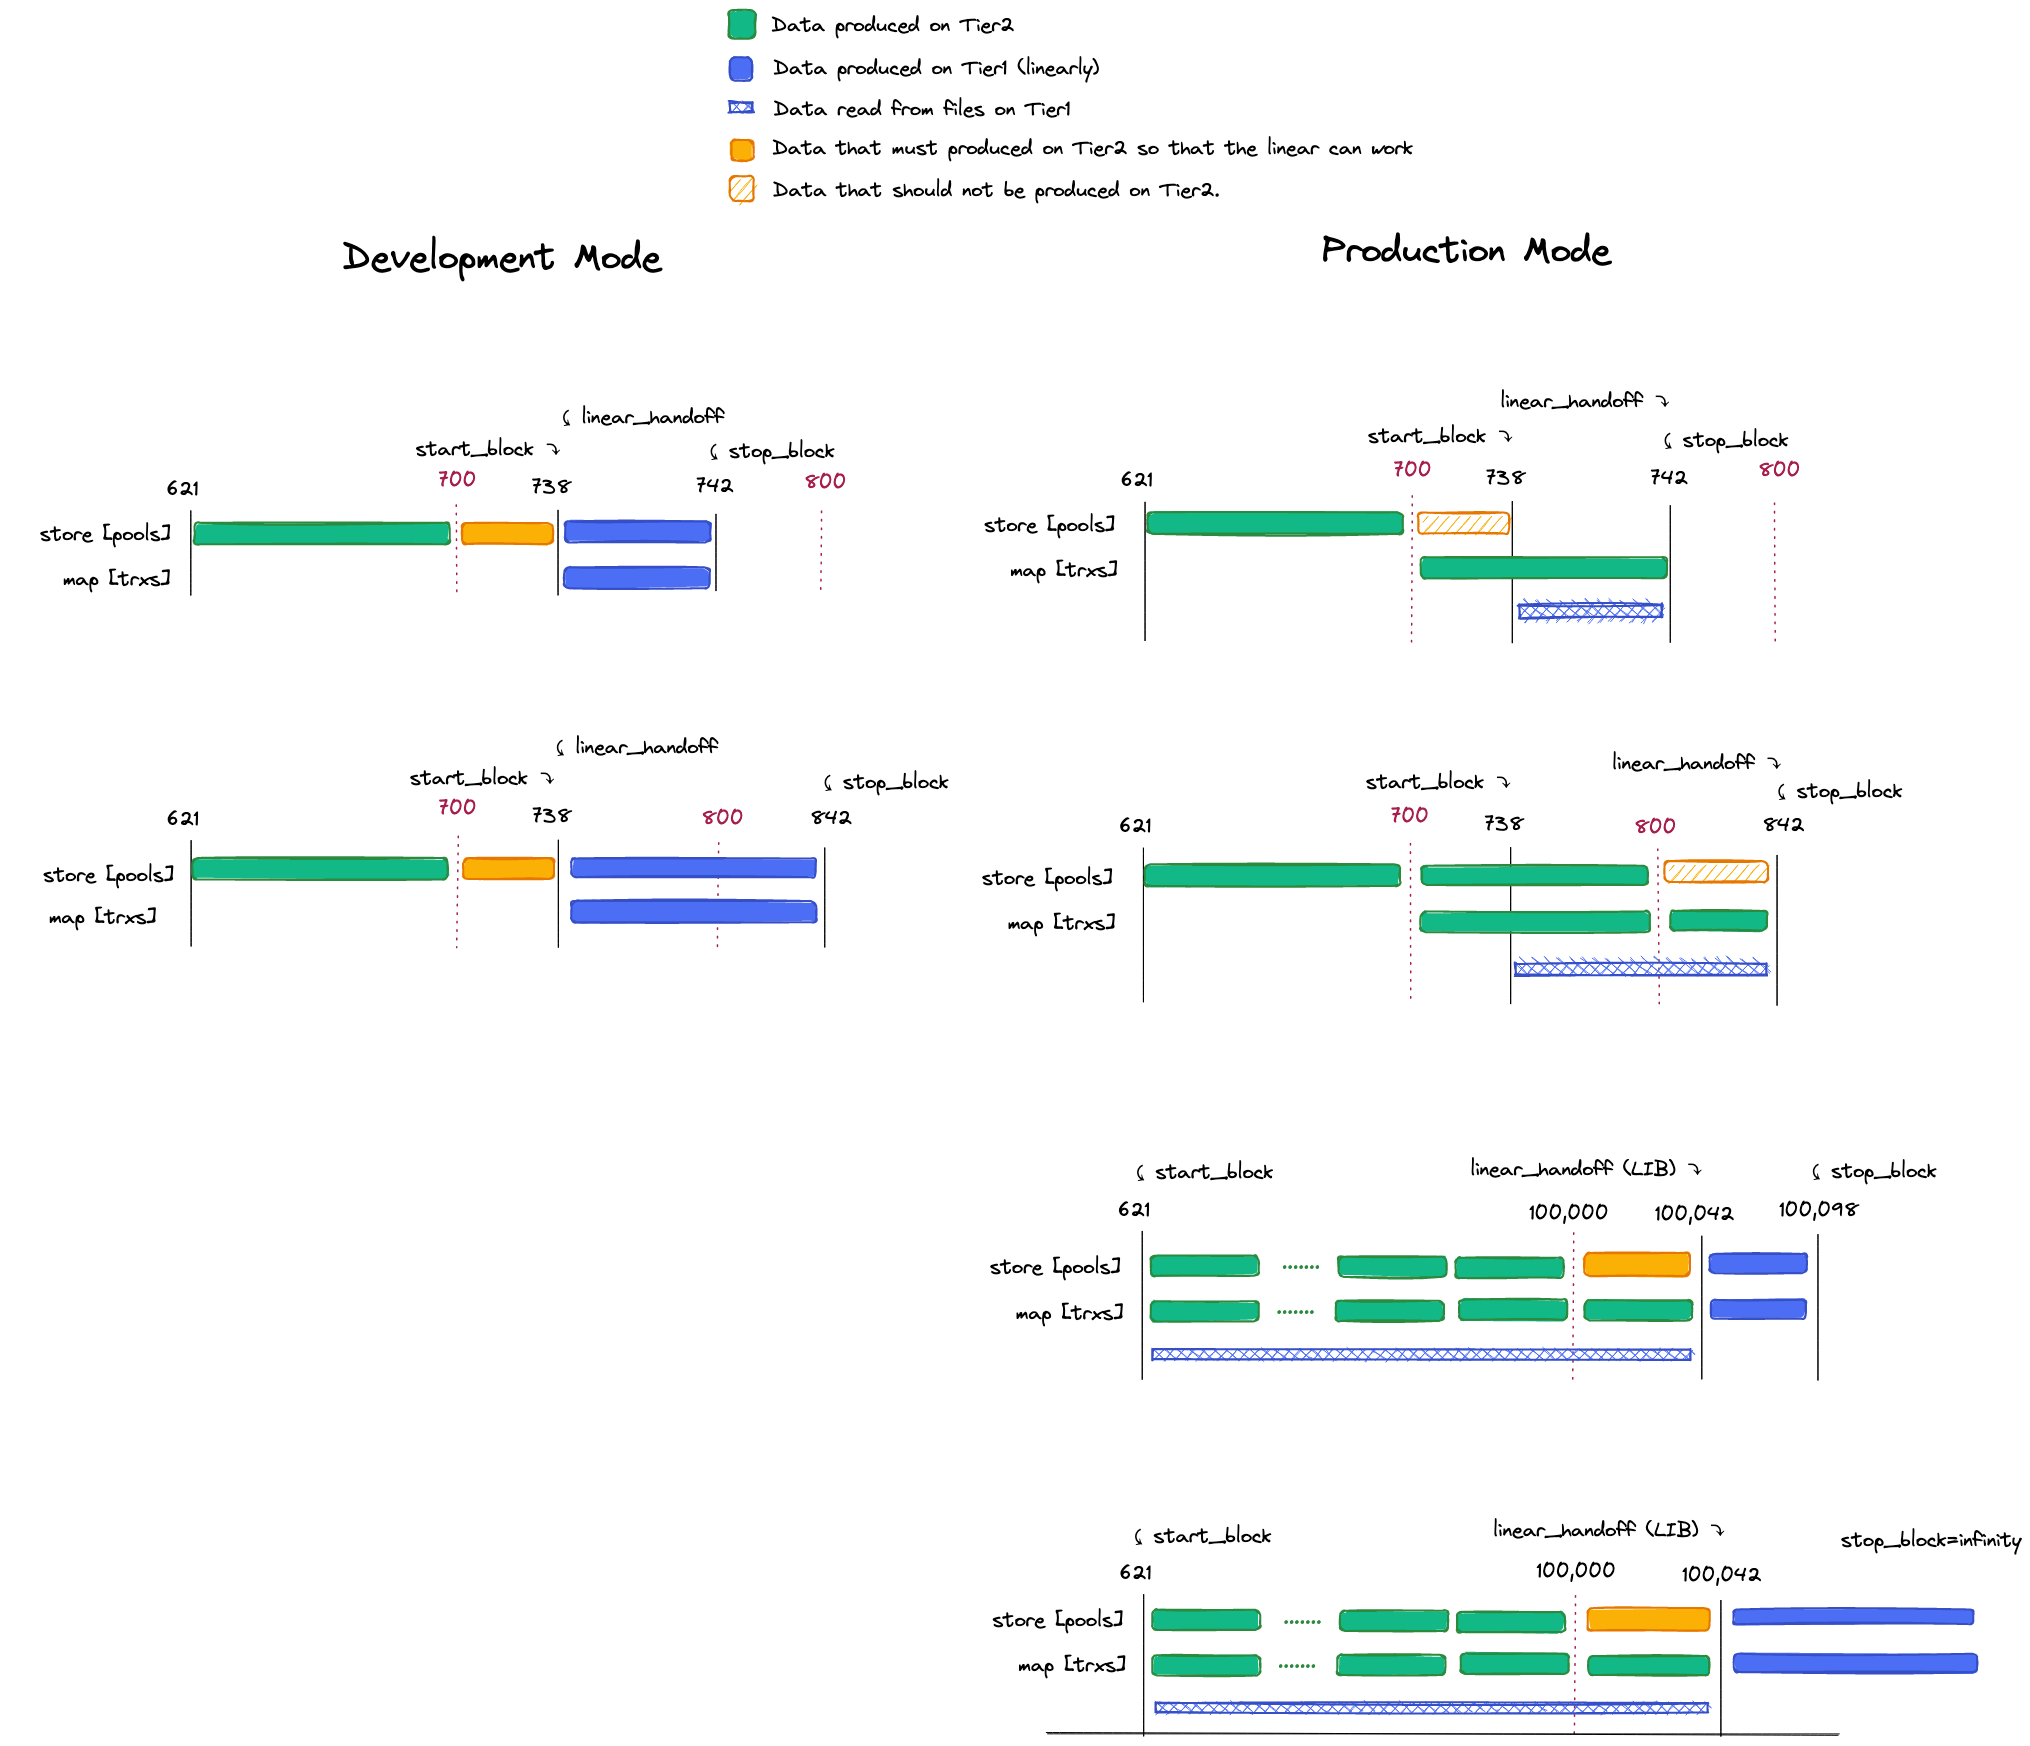 Data produced on Tier2
Data produced on Tier1 (linearly)
Data read from files on Tier1
Data that must produced on Tier2 so that the linear can work
Data that should not be produced on Tier2.
Development Mode
linear_handoff
start_block
stop_block
621
700
738
742
800
store [pools]
map [trxs]
linear_handoff
start_block
stop_block
621
700
738
800
842
store [pools]
map [trxs]
Production Mode
linear_handoff
start_block
stop_block
621
700
738
742
800
store [pools]
map [trxs]
linear_handoff
start_block
stop_block
621
700
738
800
842
store [pools]
map [trxs]
start_block
linear_handoff (LIB)
stop_block
621
100,000
100,042
100,098
store [pools]
map [trxs]
start_block
linear_handoff (LIB)
stop_block=infinity
621
100,000
100,042
store [pools]
map [trxs]